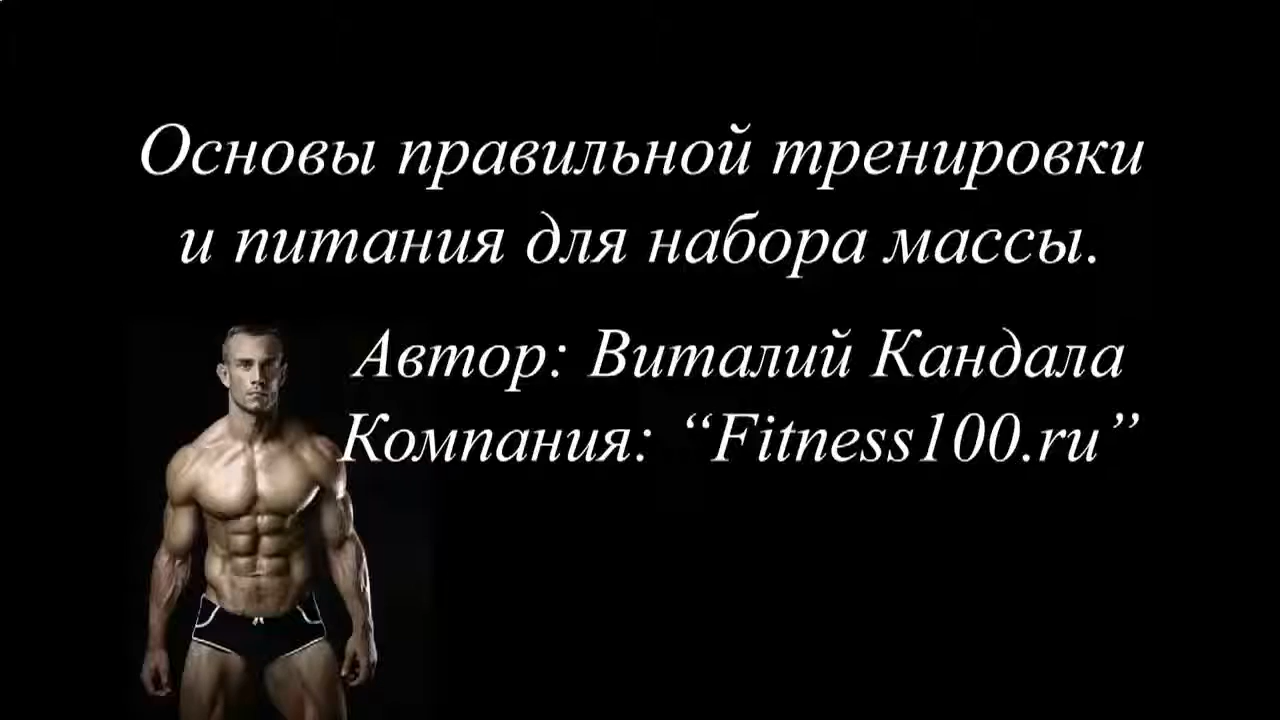 Основы правильной тренировки
и питания для набора массы.
Автор: Виталий Кандала
Компания: “Fitness100.ru”